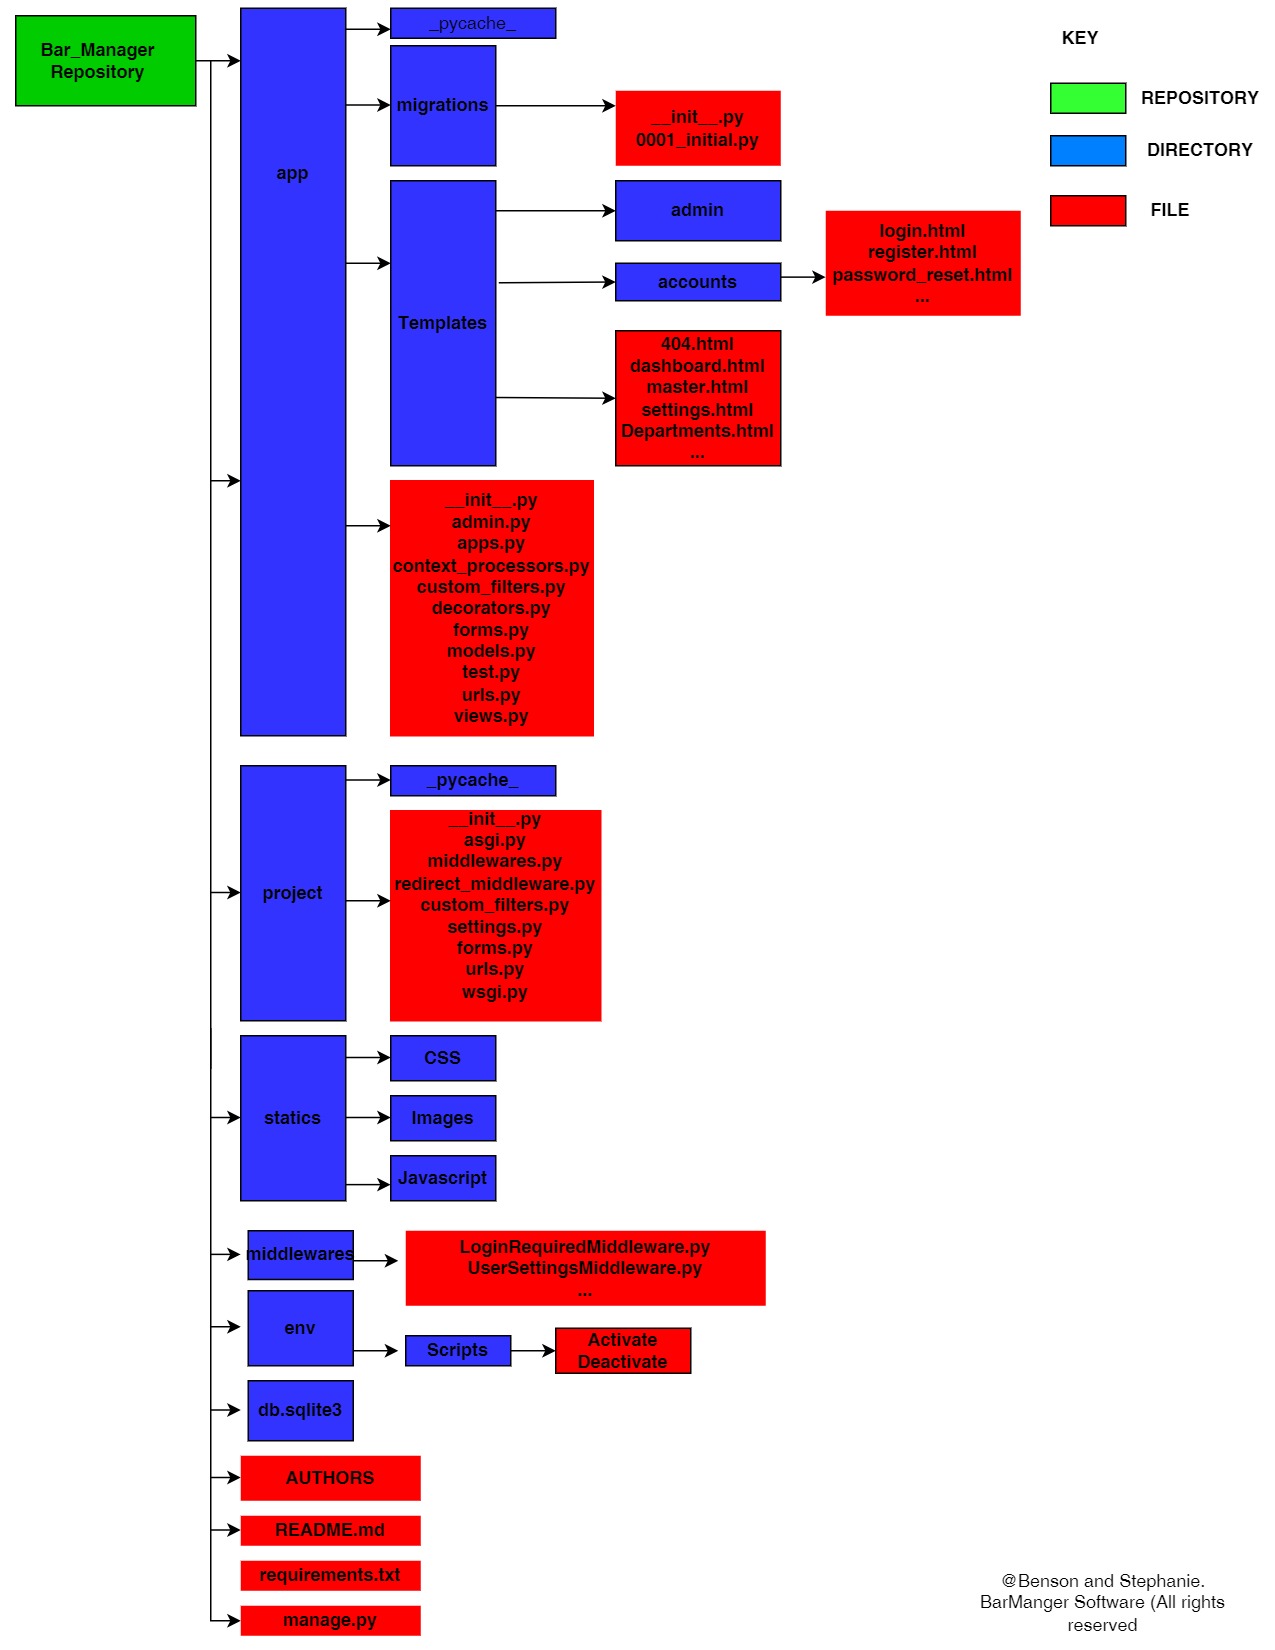 Bar_Manager
Repository
app
_pycache_
migrations
__init__.py
0001_initial.py
Templates
admin
accounts
login.html
register.html
password_reset.html
...
404.html
dashboard.html
master.html
settings.html
Departments.html
...
__init__.py
admin.py
apps.py
context_processors.py
custom_filters.py
decorators.py
forms.py
models.py
test.py
urls.py
views.py
KEY
REPOSITORY
DIRECTORY
FILE
project
_pycache_
__init__.py
asgi.py
middlewares.py
redirect_middleware.py
custom_filters.py
settings.py
forms.py
urls.py
wsgi.py
statics
CSS
Images
Javascript
middlewares
LoginRequiredMiddleware.py
UserSettingsMiddleware.py
...
env
Scripts
Activate
Deactivate
db.sqlite3
AUTHORS
README.md
requirements.txt
manage.py
@Benson and Stephanie.
BarManger Software (All rights
reserved